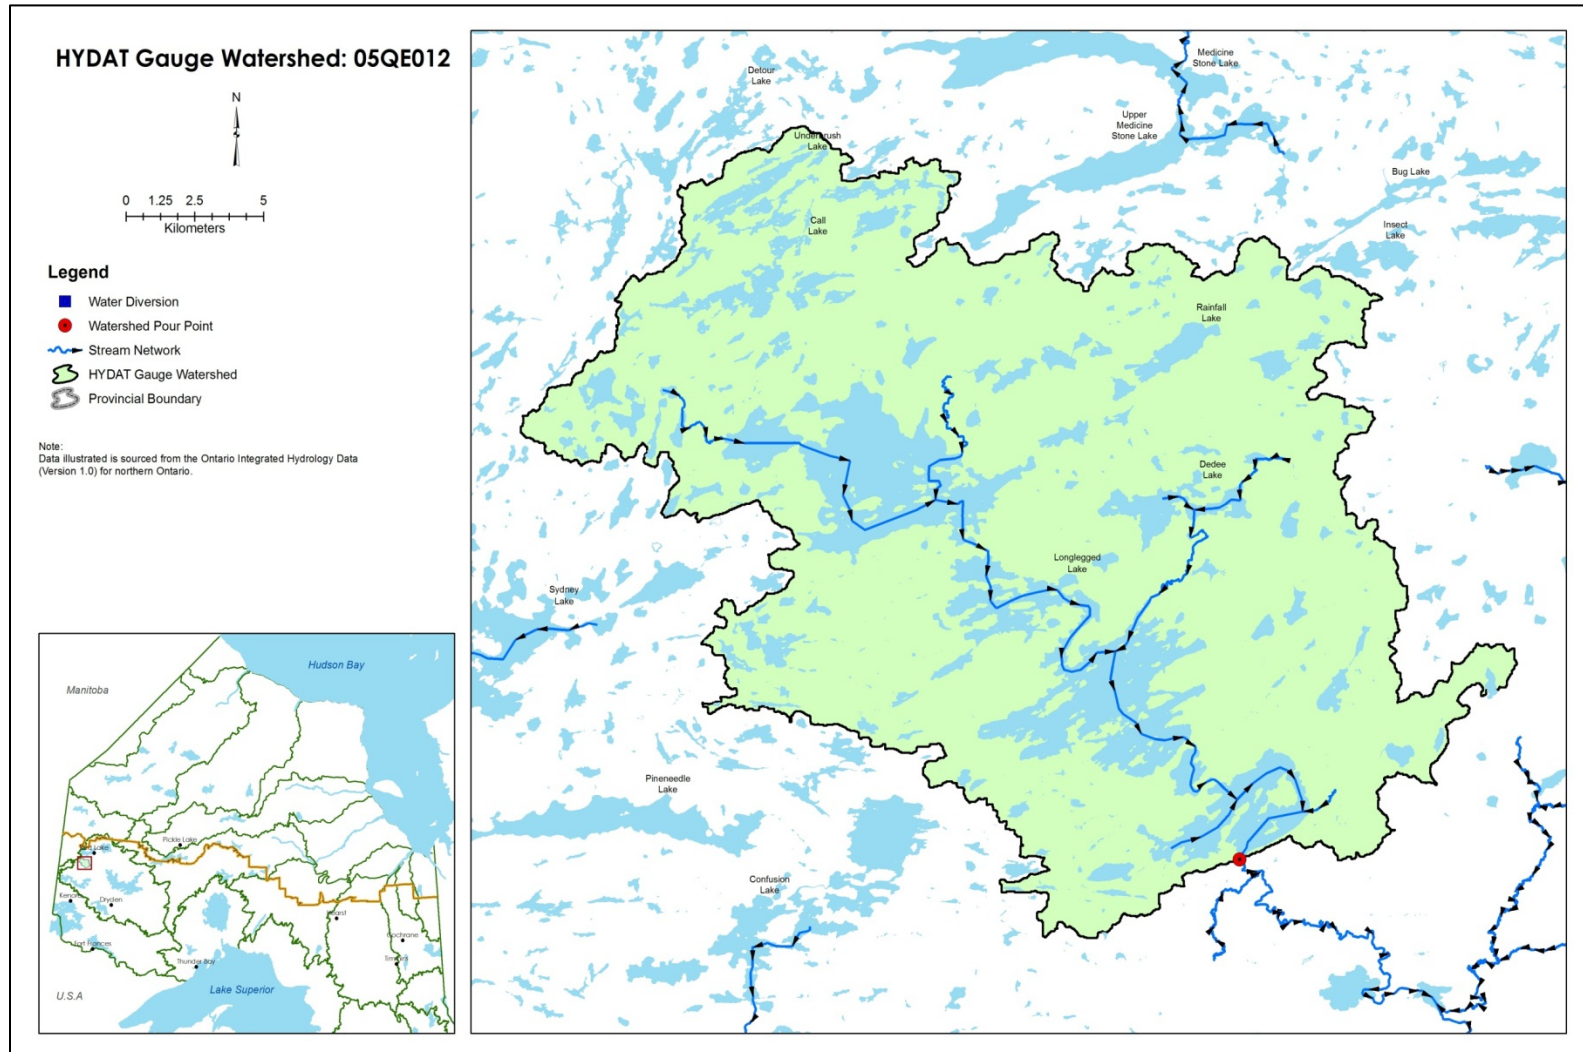 HYDAT Gauge Watershed: 05QE012
N
0 1.25 2.5 5
Kilometers
Legend
Water Diversion
Watershed Pour Point
Stream Network
HYDAT Gauge Watershed
Provincial Boundary
Note:
Data illustrated is sourced from the Ontario Integrated Hydrology Data
(Version 1.0) for northern Ontario.
Medicine
Stone Lake
Detour
Lake
Upper
Medicine
Stone Lake
Underbrush
Lake
Bug Lake
Call
Lake
Insect
Lake
Rainfall
Lake
Dedee
Lake
Longlegged
Lake
Sydney
Lake
Pineneedle
Lake
Confusion
Lake
Hudson Bay
Manitoba
Pickle Lake
Lake
Kenora
Dryden
Hearst
Cochrane
Fort Frances
Thunder Bay
Timmins
U.S.A
Lake Superior